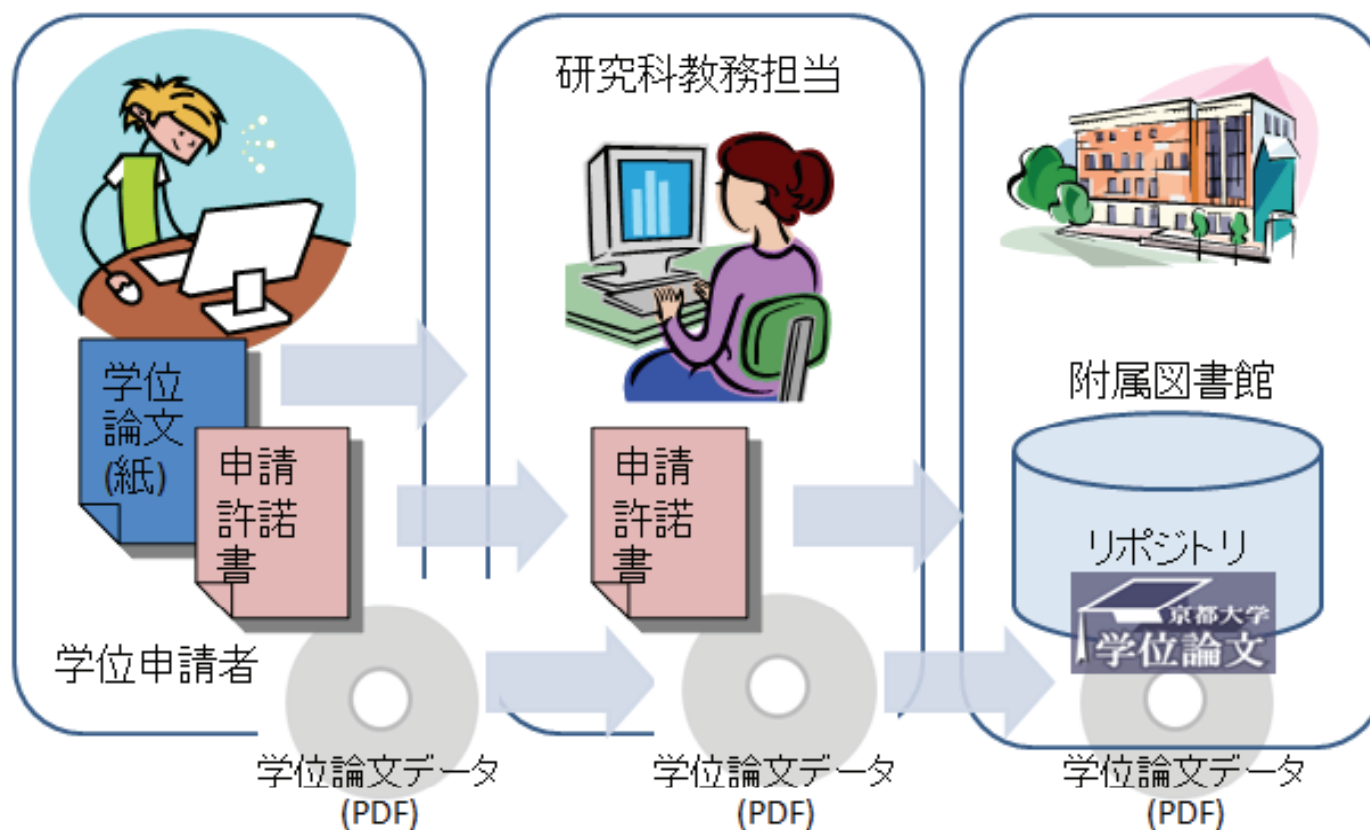 学位
論文
(紙)
申請
許諾
書
学位申請者
学位論文データ
(PDF)
研究科教務担当
申請
許諾
書
学位論文データ
(PDF)
附属図書館
リポジトリ
京都大学
学位論文
学位論文データ
(PDF)